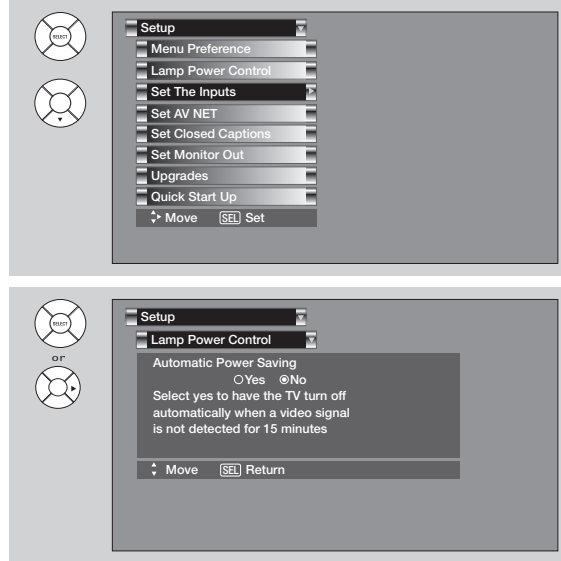 SELECT
Setup
Menu Preference
Lamp Power Control
Set The Inputs
Set AV NET
Set Closed Captions
Set Monitor Out
Upgrades
Quick Start Up
Move SEL Set
SELECT
or
Setup
Lamp Power Control
Automatic Power Saving
Yes No
Select yes to have the TV turn off
automatically when a video signal
is not detected for 15 minutes
Move SEL Return